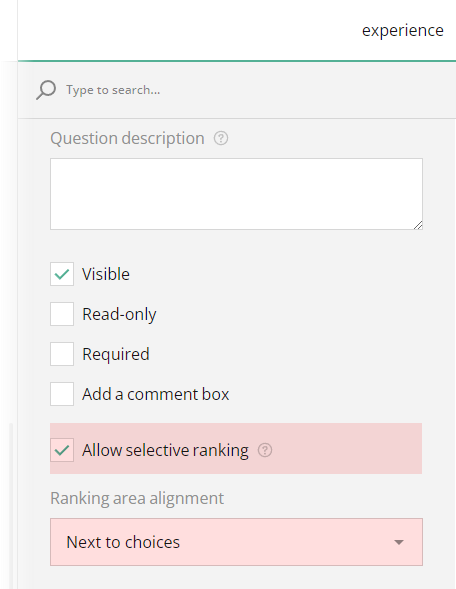 experience
Type to search...
Question description
Visible
Read-only
Required
Add a comment box
Allow selective ranking
Ranking area alignment
Next to choices